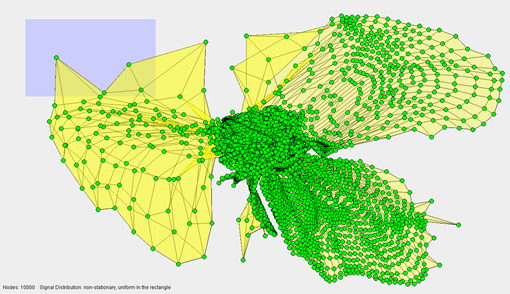 Nodes: 10000 Signal Distribution: non-stationary, uniform in the rectangle